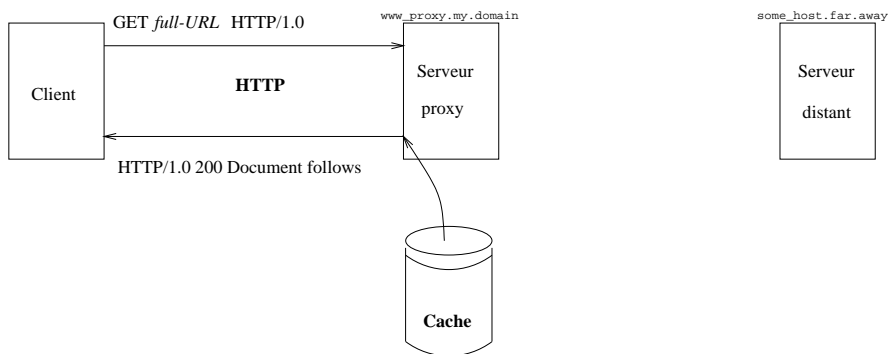 www_proxy.my.domain
some_host.far.away
GET full-URL HTTP/1.0
Client
HTTP
Serveur
proxy
Serveur
distant
HTTP/1.0 200 Document follows
Cache